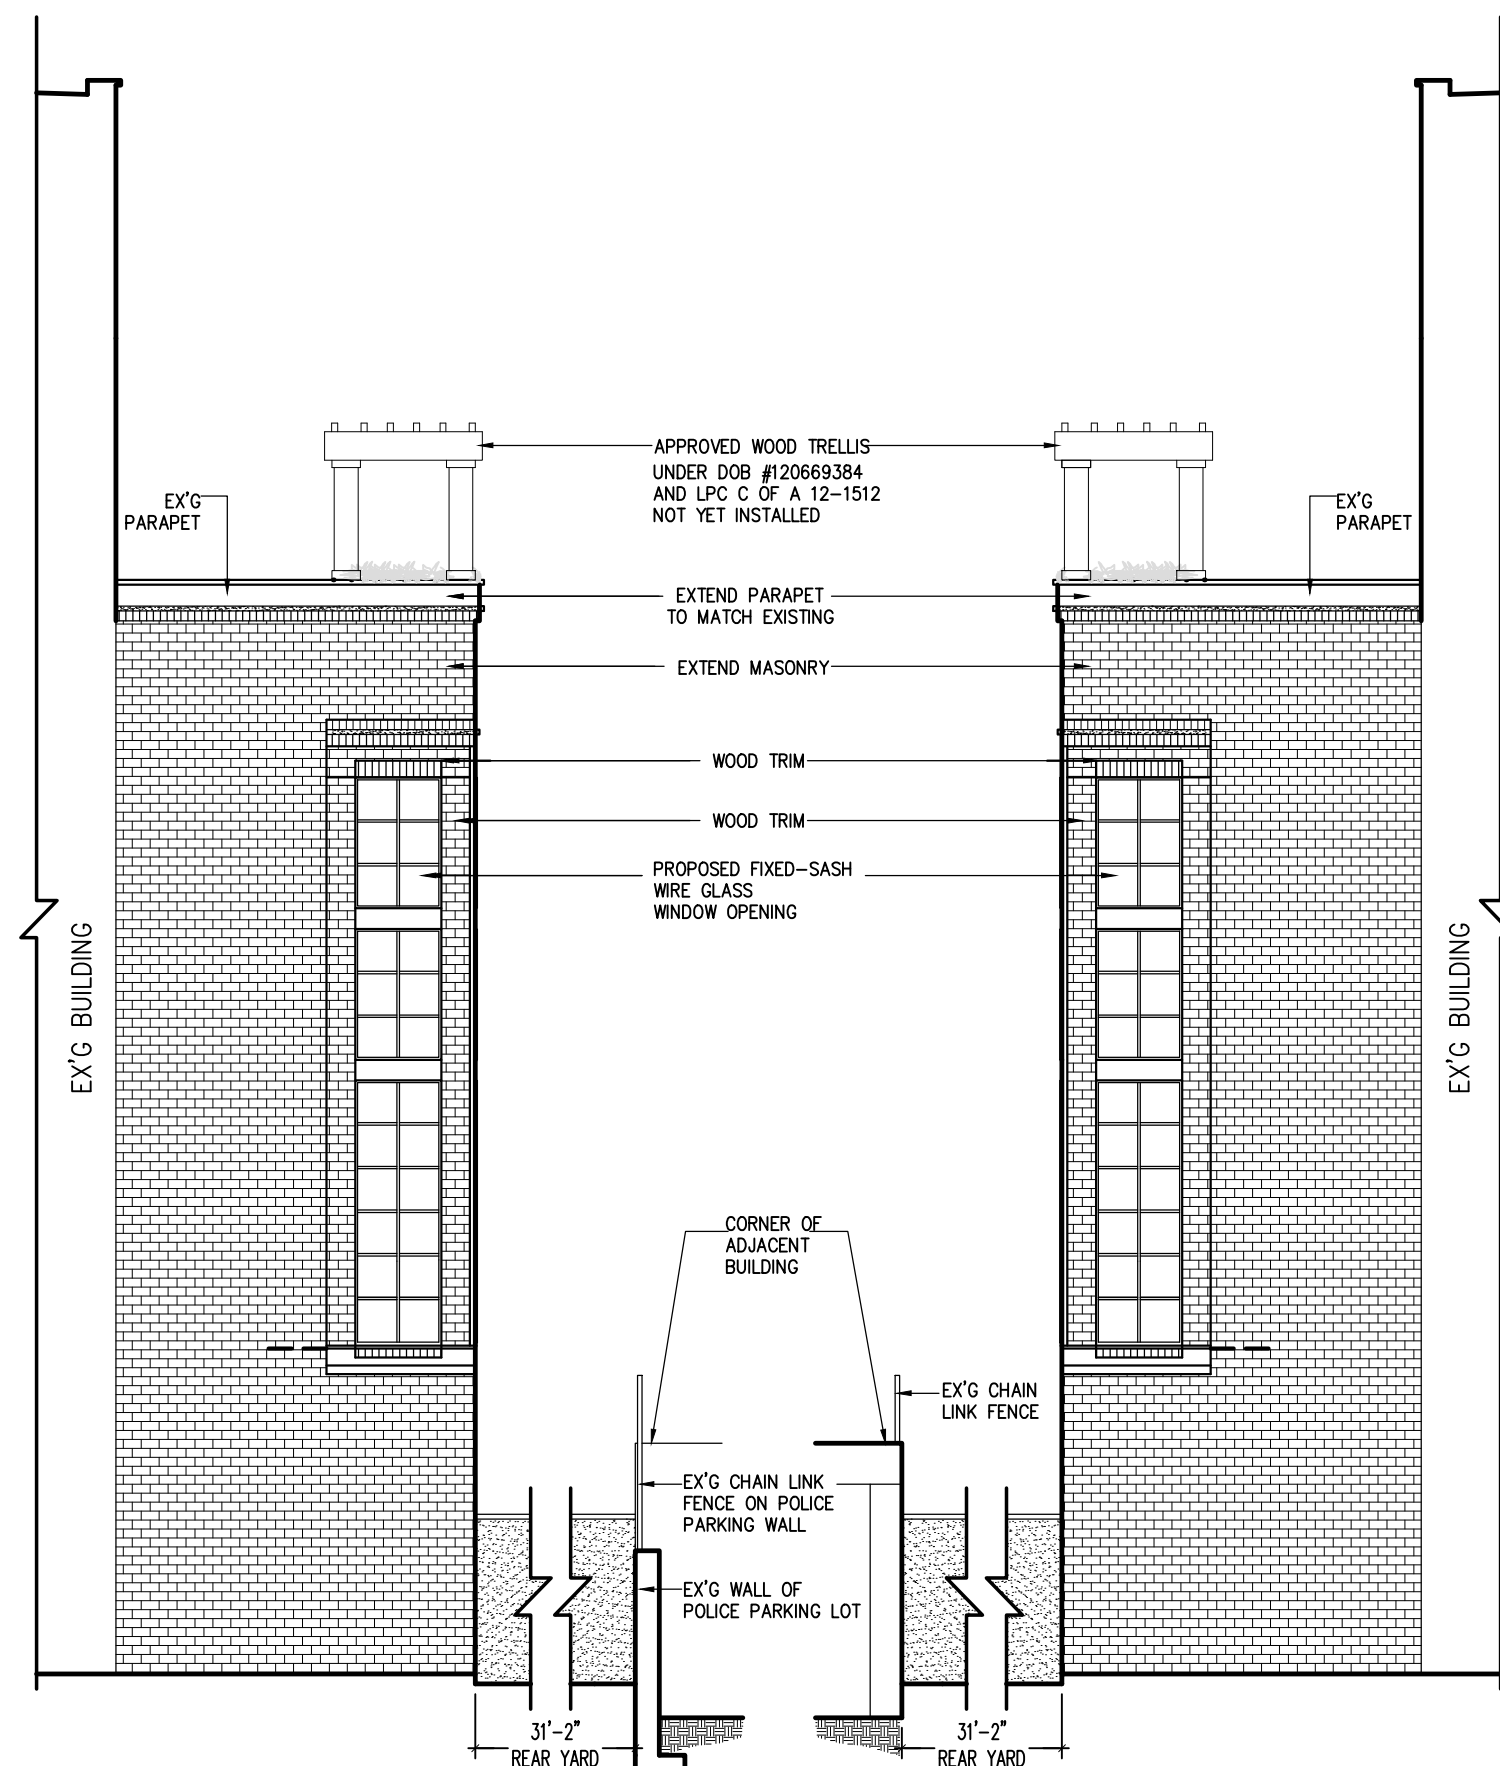 APPROVED WOOD TRELLIS
UNDER DOB #120669384
AND LPC C OF A 12-1512
NOT YET INSTALLED
EX'G
PARAPET
EX'G
PARAPET
EXTEND PARAPET
TO MATCH EXISTING
EXTEND MASONRY
WOOD TRIM
WOOD TRIM
PROPOSED FIXED-SASH
WIRE GLASS
WINDOW OPENING
EX'G BUILDING
EX'G BUILDING
CORNER OF
ADJACENT
BUILDING
EX'G CHAIN
LINK FENCE
EX'G CHAIN LINK
FENCE ON POLICE
PARKING WALL
EX'G WALL OF
POLICE PARKING LOT
31'-2"
REAR YARD
31'-2"
REAR YARD